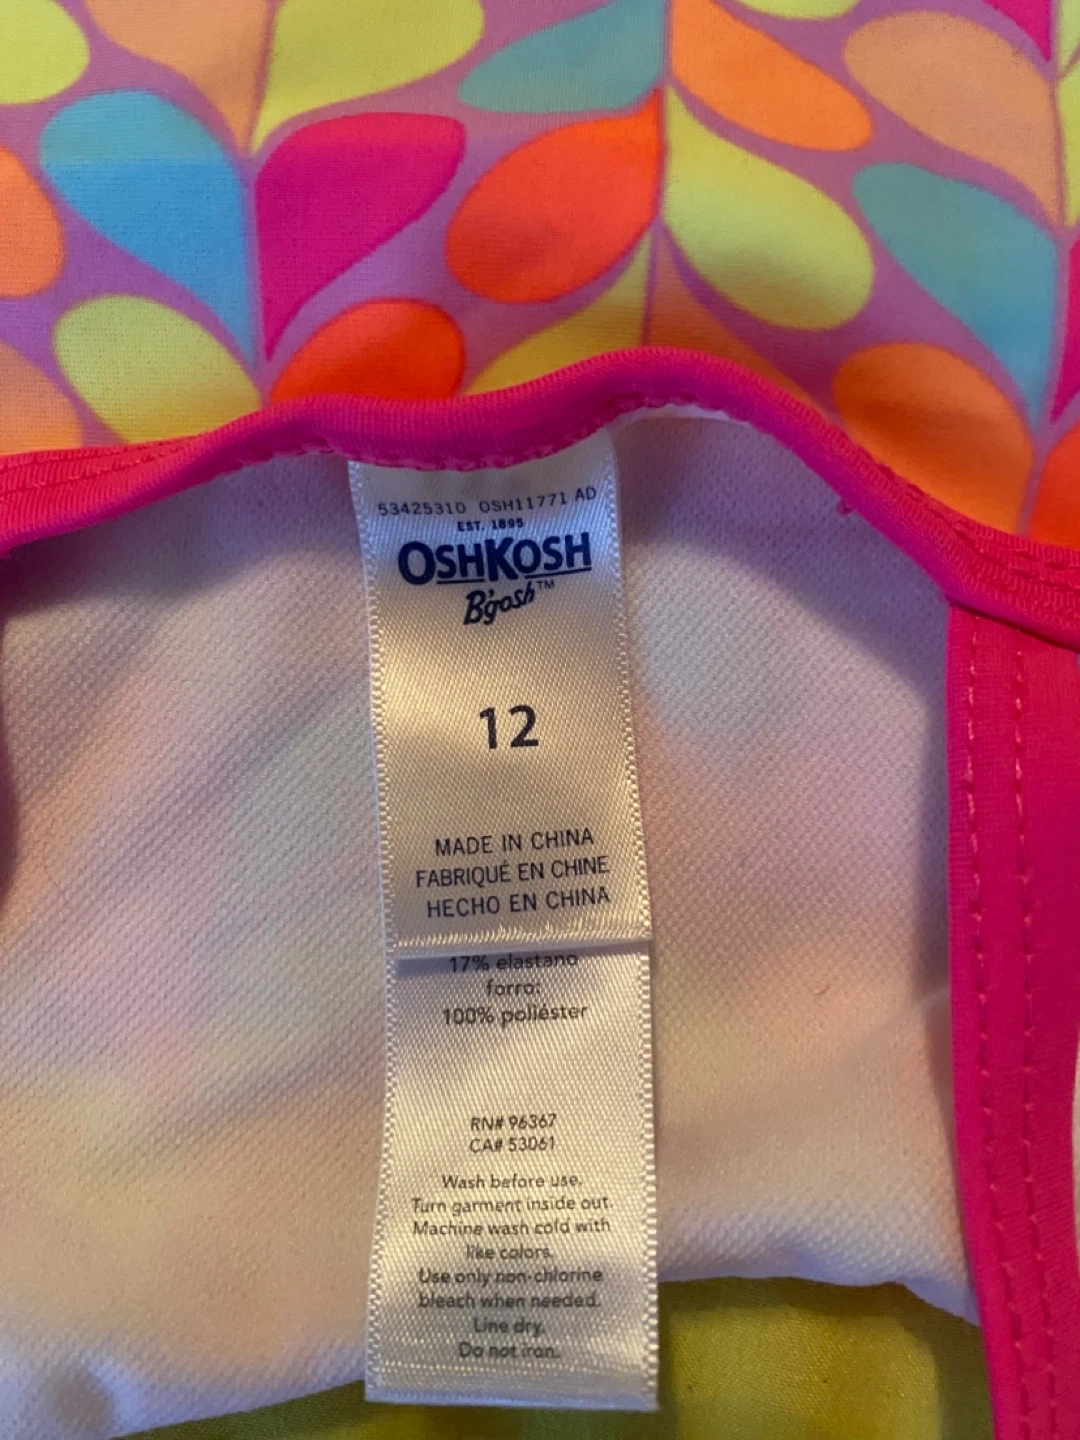 53425310 OSH11771 AD
EST. 1895
OSHKOSH
B'gosh™
12
MADE IN CHINA
FABRIQUÉ EN CHINE
HECHO EN CHINA
17% elastano
forro:
100% poliéster
RN# 96367
CA# 53061
Wash before use.
Turn garment inside out.
Machine wash cold with
like colors.
Use only non-chlorine
bleach when needed.
Line dry.
Do not iron.